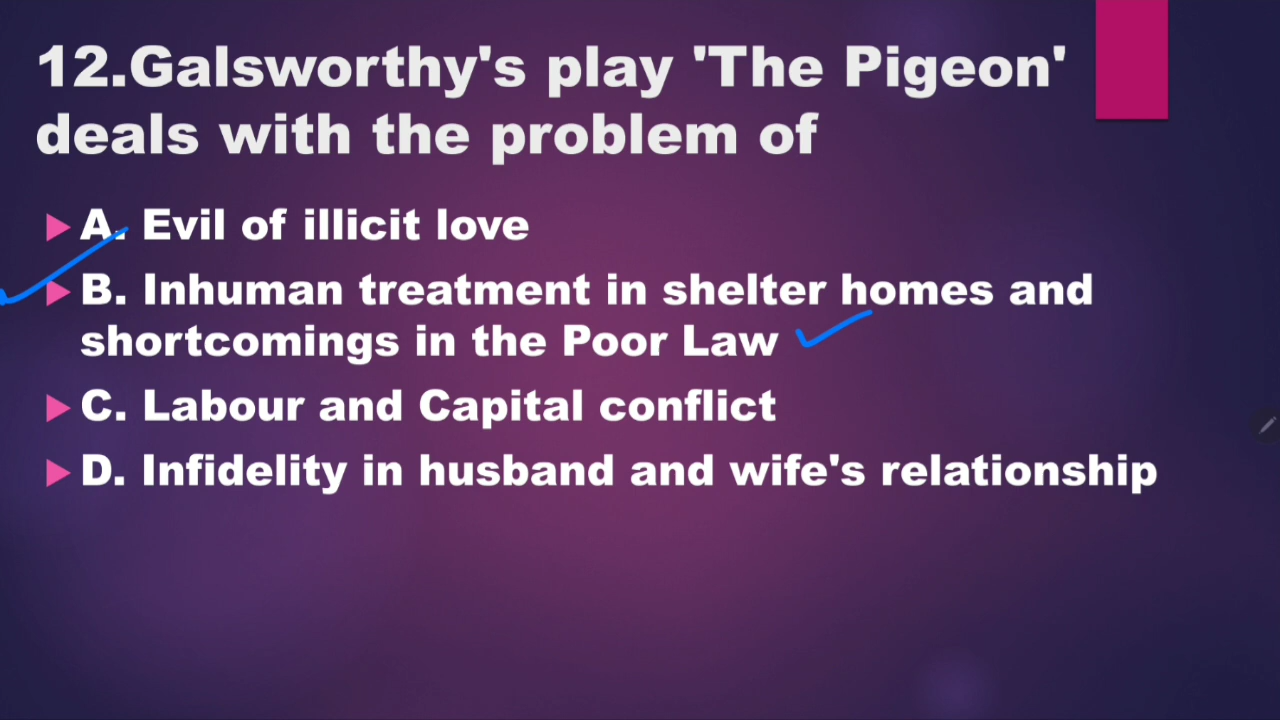 12.Galsworthy's play 'The Pigeon'
deals with the problem of
A. Evil of illicit love
B. Inhuman treatment in shelter homes and
shortcomings in the Poor Law
C. Labour and Capital conflict
D. Infidelity in husband and wife's relationship